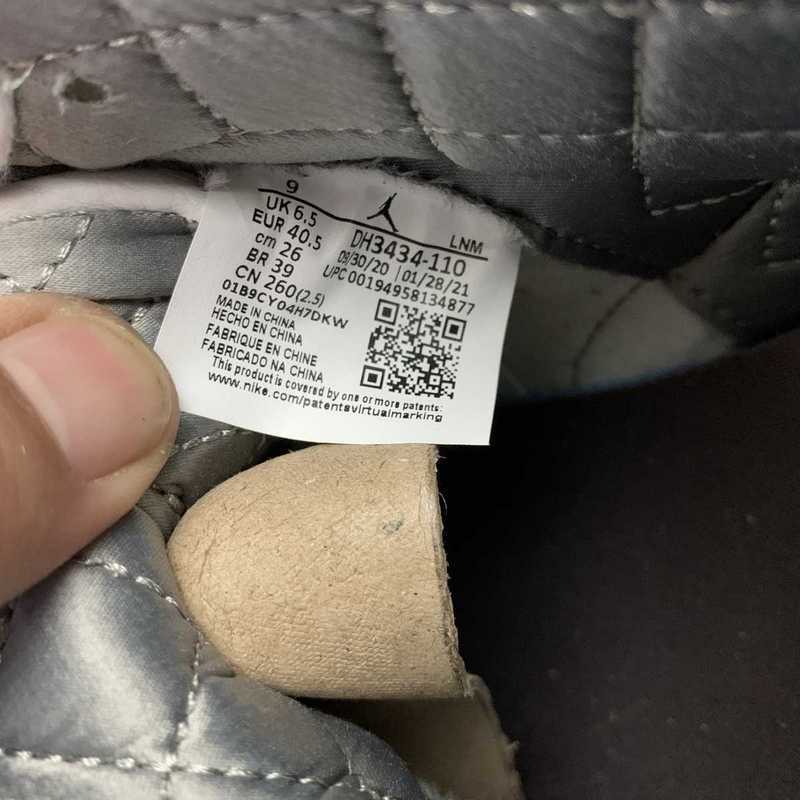 9
UK 6.5
EUR 40.5
cm 26
BR 39
CN 260(2.5)
01B9CY04H7DKW
LNM
DH3434-110
09/30/20 01/28/21
UPC 00194958134877
MADE IN CHINA
HECHO EN CHINA
FABRIQUE EN CHINE
FABRICADO NA CHINA
This product is covered by one or more patents:
www.nike.com/patentsvirtualmarking